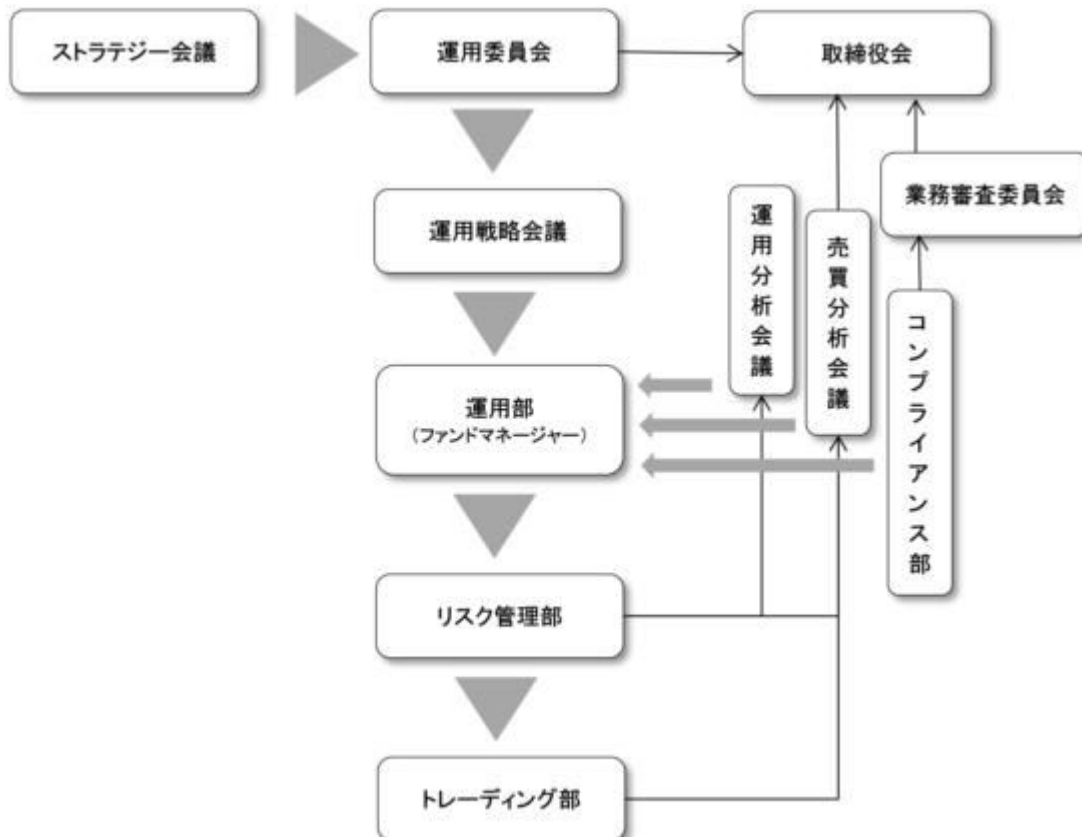 ストラテジー会議
運用委員会
取締役会
業務審査委員会
運用戦略会議
運用分析会議
売買分析会議
コンプライアンス部
運用部
（ファンドマネージャー）
リスク管理部
トレーディング部